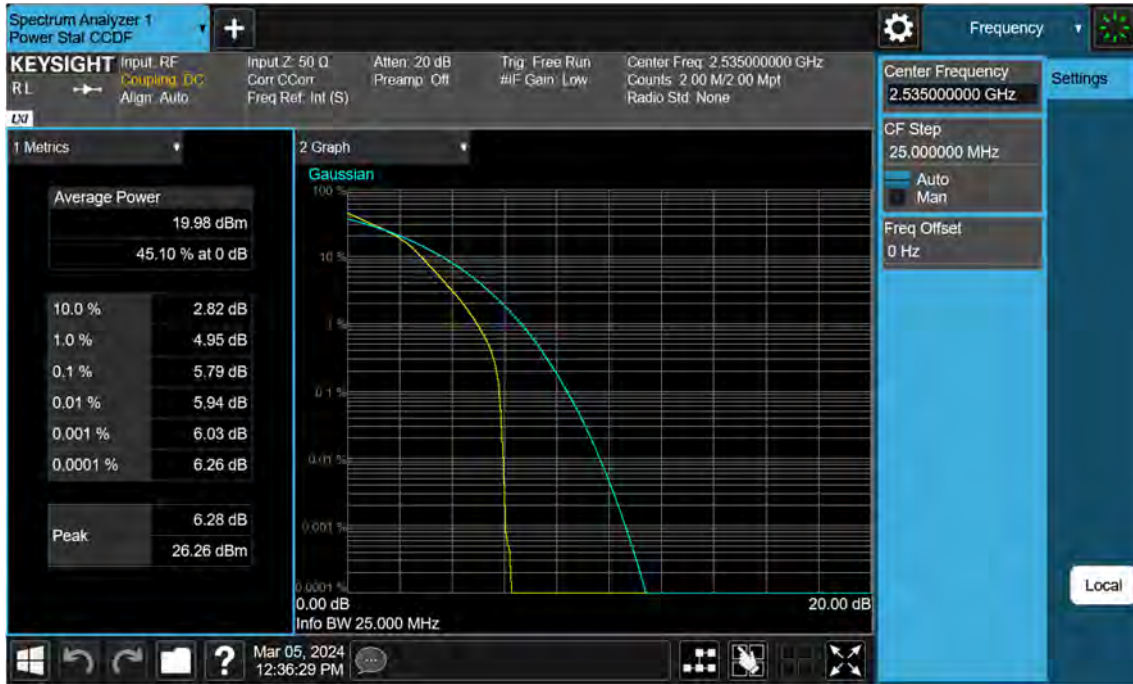 Spectrum Analyzer 1
Power Stat CCDF
+
Frequency
KEYSIGHT
RL
LXI
Input: RF
Coupling: DC
Align: Auto
Input Z: 50 Ω
Corr CCorr
Freq Ref: Int (S)
Atten: 20 dB
Preamp: Off
Trig: Free Run
#IF Gain: Low
Center Freq: 2.535000000 GHz
Counts: 2.00 M/2.00 Mpt
Radio Std: None
Center Frequency
2.535000000 GHz
Settings
CF Step
25.000000 MHz
Auto
Man
Freq Offset
0 Hz
1 Metrics
Average Power
19.98 dBm
45.10 % at 0 dB
10.0 % 2.82 dB
1.0 % 4.95 dB
0.1 % 5.79 dB
0.01 % 5.94 dB
0.001 % 6.03 dB
0.0001 % 6.26 dB
Peak
6.28 dB
26.26 dBm
2 Graph
Gaussian
100 %
10 %
1 %
0.1 %
0.01 %
0.001 %
0.0001 %
0.00 dB 20.00 dB
Info BW 25.000 MHz
Local
?
Mar 05, 2024
12:36:29 PM